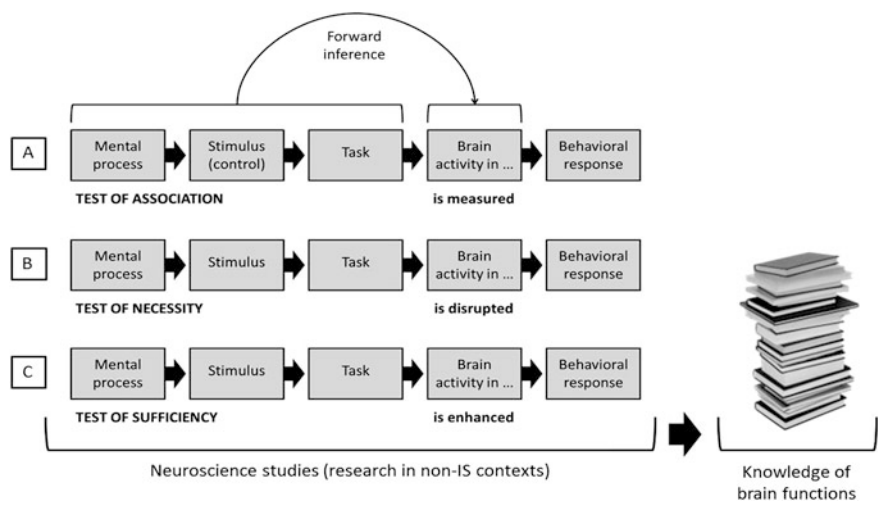 Forward
inference
A
Mental
process
Stimulus
(control)
Task
Brain
activity in ...
Behavioral
response
TEST OF ASSOCIATION
is measured
B
Mental
process
Stimulus
Task
Brain
activity in ...
Behavioral
response
TEST OF NECESSITY
is disrupted
C
Mental
process
Stimulus
Task
Brain
activity in ...
Behavioral
response
TEST OF SUFFICIENCY
is enhanced
Neuroscience studies (research in non-IS contexts)
Knowledge of
brain functions